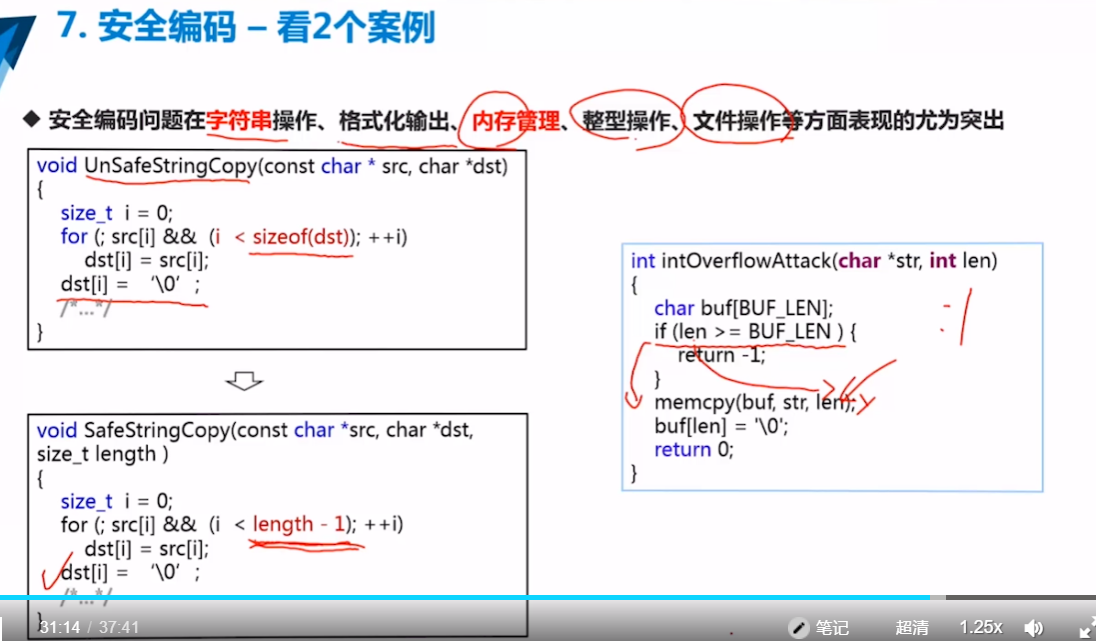 7. 安全编码 – 看2个案例
◆ 安全编码问题在字符串操作、格式化输出、内存管理、整型操作、文件操作等方面表现的尤为突出
void UnSafeStringCopy(const char * src, char *dst)
{
size_t i = 0;
for (; src[i] && (i < sizeof(dst)); ++i)
dst[i] = src[i];
dst[i] = '\0' ;
/*...*/
}
void SafeStringCopy(const char *src, char *dst,
size_t length )
{
size_t i = 0;
for (; src[i] && (i < length - 1); ++i)
dst[i] = src[i];
dst[i] = '\0' ;
/*...*/
}
int intOverflowAttack(char *str, int len)
{
char buf[BUF_LEN];
if (len >= BUF_LEN ) {
return -1;
}
memcpy(buf, str, len);
buf[len] = '\0';
return 0;
}
31:14 / 37:41
笔记
超清
1.25x